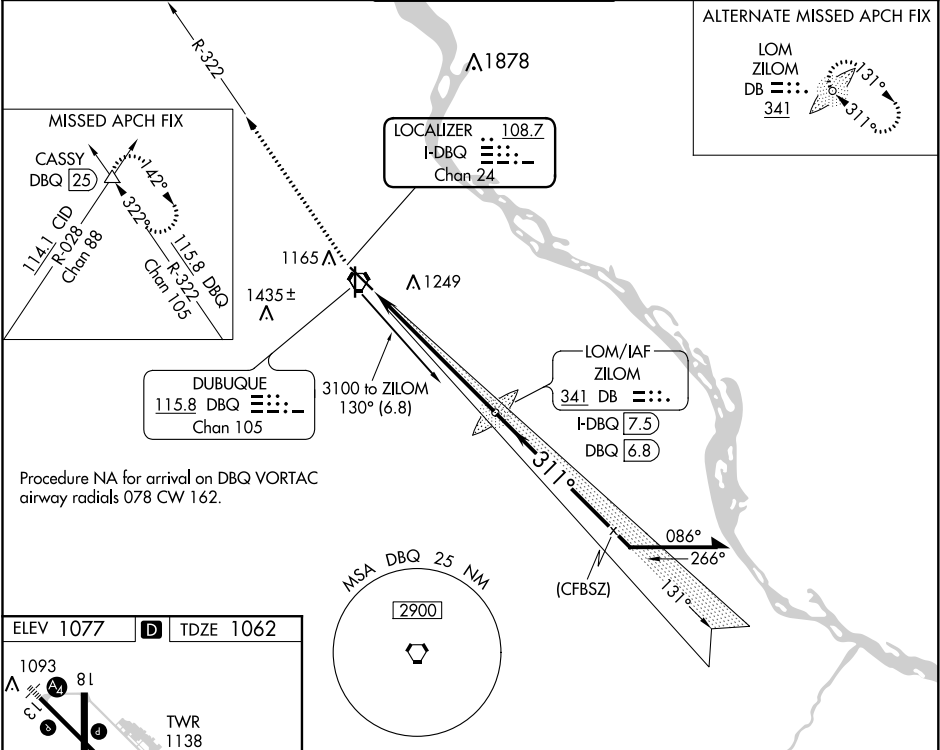 R-322
1878
ALTERNATE MISSED APCH FIX
LOM
ZILOM
DB
341
131°
311°
MISSED APCH FIX
CASSY
DBQ 25
142°
322°
114.1 CID
R-028
Chan 88
115.8 DBQ
R-322
Chan 105
LOCALIZER 108.7
I-DBQ
Chan 24
1165
1249
1435±
DUBUQUE
115.8 DBQ
Chan 105
3100 to ZILOM
130° (6.8)
LOM/IAF
ZILOM
341 DB
I-DBQ 7.5
DBQ 6.8
311°
Procedure NA for arrival on DBQ VORTAC
airway radials 078 CW 162.
086°
266°
(CFBSZ)
131°
MSA DBQ 25 NM
2900
ELEV 1077 D TDZE 1062
1093
A4
18
13
P
P
TWR
1138